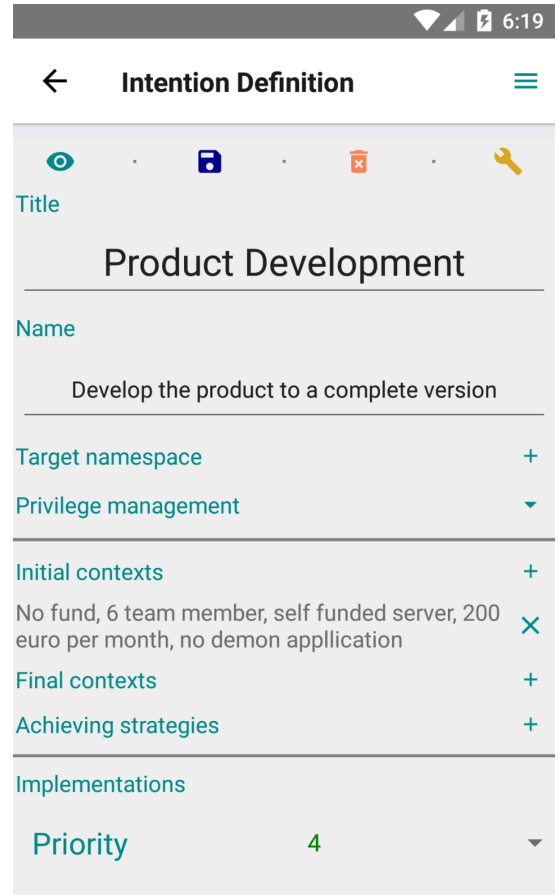 6:19
Intention Definition
Title
Product Development
Name
Develop the product to a complete version
Target namespace +
Privilege management
Initial contexts +
No fund, 6 team member, self funded server, 200
euro per month, no demon appllication
Final contexts +
Achieving strategies +
Implementations
Priority 4